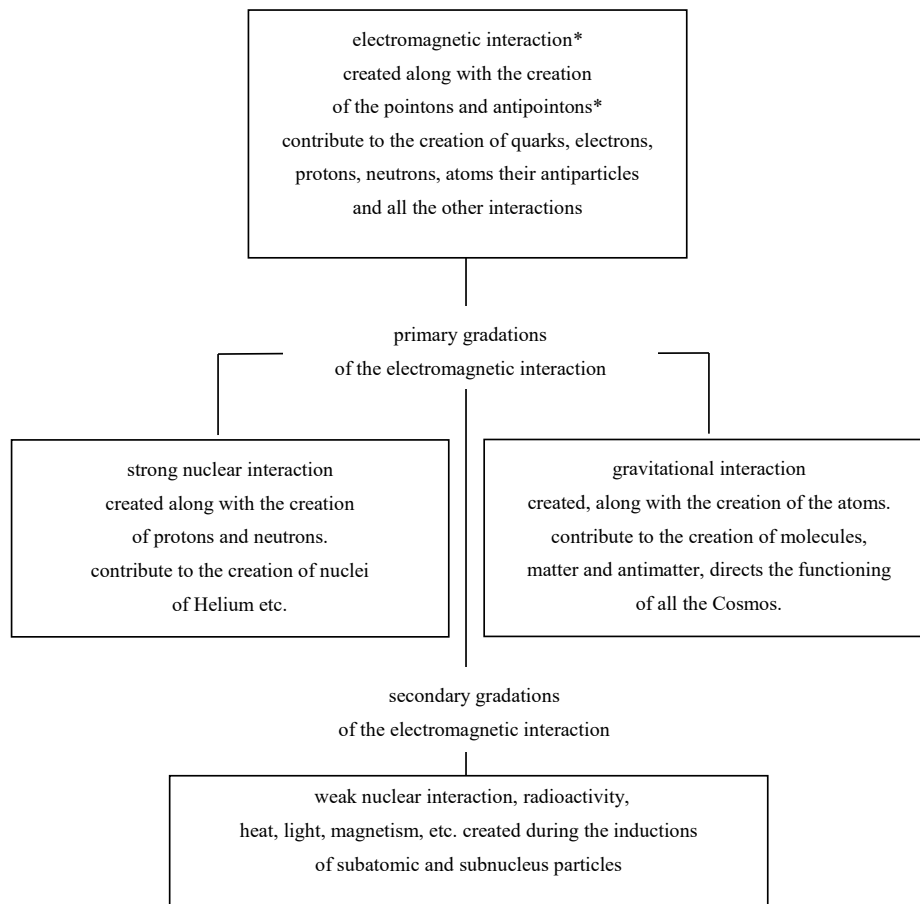 electromagnetic interaction*
created along with the creation
of the pointons and antipointons*
contribute to the creation of quarks, electrons,
protons, neutrons, atoms their antiparticles
and all the other interactions
primary gradations
of the electromagnetic interaction
strong nuclear interaction
created along with the creation
of protons and neutrons.
contribute to the creation of nuclei
of Helium etc.
gravitational interaction
created, along with the creation of the atoms.
contribute to the creation of molecules,
matter and antimatter, directs the functioning
of all the Cosmos.
secondary gradations
of the electromagnetic interaction
weak nuclear interaction, radioactivity,
heat, light, magnetism, etc. created during the inductions
of subatomic and subnucleus particles